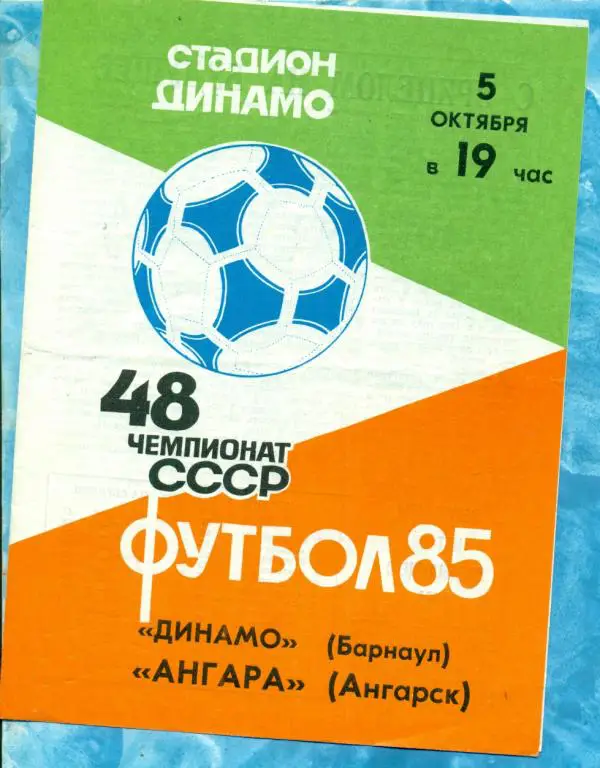 СТАДИОН
ДИНАМО
5
ОКТЯБРЯ
в 19 час
48
ЧЕМПИОНАТ
СССР
ФУТБОЛ 85
«ДИНАМО» (Барнаул)
«АНГАРА» (Ангарск)